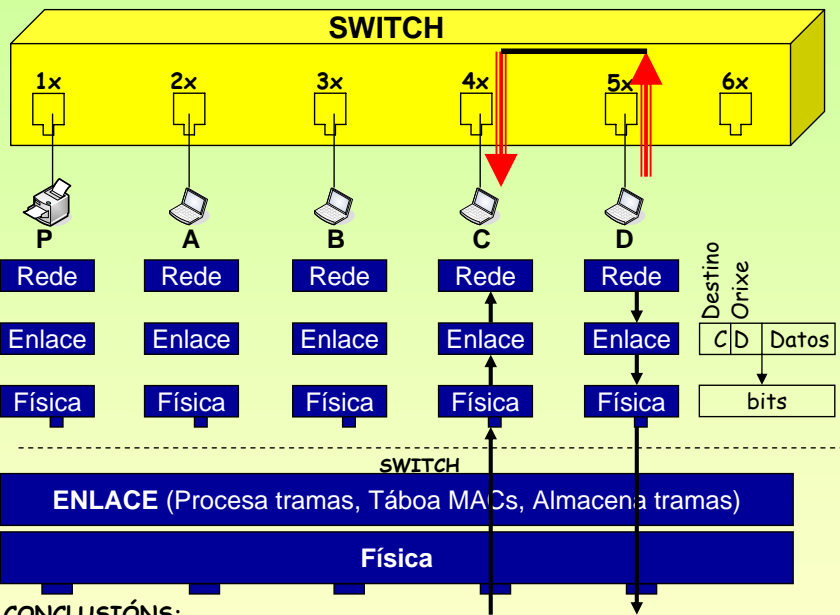 SWITCH
1x 2x 3x 4x 5x 6x
P A B C D
Destino
Orixe
Rede Rede Rede Rede Rede
Enlace Enlace Enlace Enlace Enlace C D Datos
Física Física Física Física Física bits
SWITCH
ENLACE (Procesa tramas, Táboa MACs, Almacena tramas)
Física
CONCLUSIÓNS: